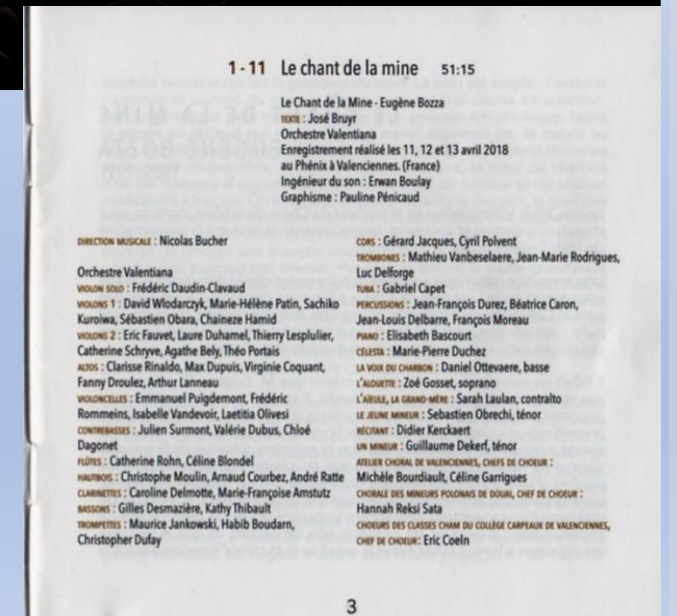 1 - 11 Le chant de la mine 51:15
Le Chant de la Mine - Eugène Bozza
TEXTE : José Bruyr
Orchestre Valentiana
Enregistrement réalisé les 11, 12 et 13 avril 2018
au Phénix à Valenciennes. (France)
Ingénieur du son : Erwan Boulay
Graphisme : Pauline Pénicaud
DIRECTION MUSICALE : Nicolas Bucher
Orchestre Valentiana
VIOLON SOLO : Frédéric Daudin-Clavaud
VIOLONS 1 : David Wlodarczyk, Marie-Hélène Patin, Sachiko
Kuroiwa, Sébastien Obara, Chaineze Hamid
VIOLONS 2 : Eric Fauvet, Laure Duhamel, Thierry Lesplulier,
Catherine Schryve, Agathe Bely, Théo Portais
ALTOS : Clarisse Rinaldo, Max Dupuis, Virginie Coquant,
Fanny Droulez, Arthur Lanneau
VIOLONCELLES : Emmanuel Puigdemont, Frédéric
Rommeins, Isabelle Vandevoir, Laetitia Olivesi
CONTREBASSES : Julien Surmont, Valérie Dubus, Chloé
Dagonet
FLÛTES : Catherine Rohn, Céline Blondel
HAUTBOIS : Christophe Moulin, Arnaud Courbez, André Ratte
CLARINETTES : Caroline Delmotte, Marie-Françoise Amstutz
BASSONS : Gilles Desmazière, Kathy Thibault
TROMPETTES : Maurice Jankowski, Habib Boudarn,
Christopher Dufay
CORS : Gérard Jacques, Cyril Polvent
TROMBONES : Mathieu Vanbeselaere, Jean-Marie Rodrigues,
Luc Delforge
TUBA : Gabriel Capet
PERCUSSIONS : Jean-François Durez, Béatrice Caron,
Jean-Louis Delbarre, François Moreau
PIANO : Elisabeth Bascourt
CÉLESTA : Marie-Pierre Duchez
LA VOIX DU CHARBON : Daniel Ottevaere, basse
L'ALOUETTE : Zoé Gosset, soprano
L'AÏEULE, LA GRAND-MÈRE : Sarah Laulan, contralto
LE JEUNE MINEUR : Sebastien Obrechi, ténor
RÉCITANT : Didier Kerckaert
UN MINEUR : Guillaume Dekerf, ténor
ATELIER CHORAL DE VALENCIENNES, CHEFS DE CHOEUR :
Michèle Bourdiault, Céline Garrigues
CHORALE DES MINEURS POLONAIS DE DOUAI, CHEF DE CHOEUR :
Hannah Reksi Sata
CHOEURS DES CLASSES CHAM DU COLLÈGE CARPEAUX DE VALENCIENNES,
CHEF DE CHOEUR : Eric Coeln
3